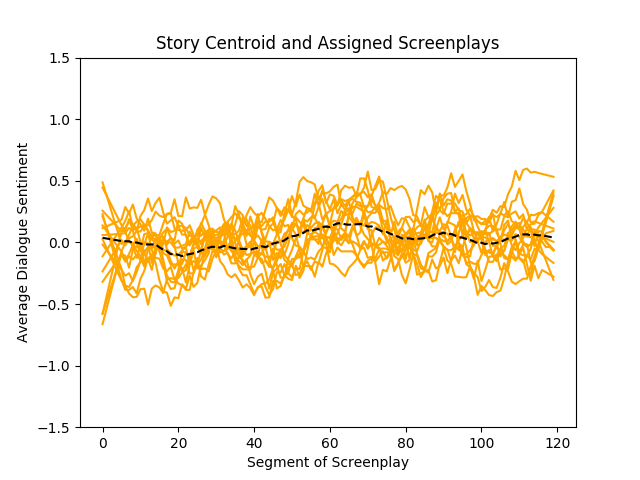 Story Centroid and Assigned Screenplays
1.5
1.0
0.5
0.0
−0.5
−1.0
−1.5
Average Dialogue Sentiment
0 20 40 60 80 100 120
Segment of Screenplay